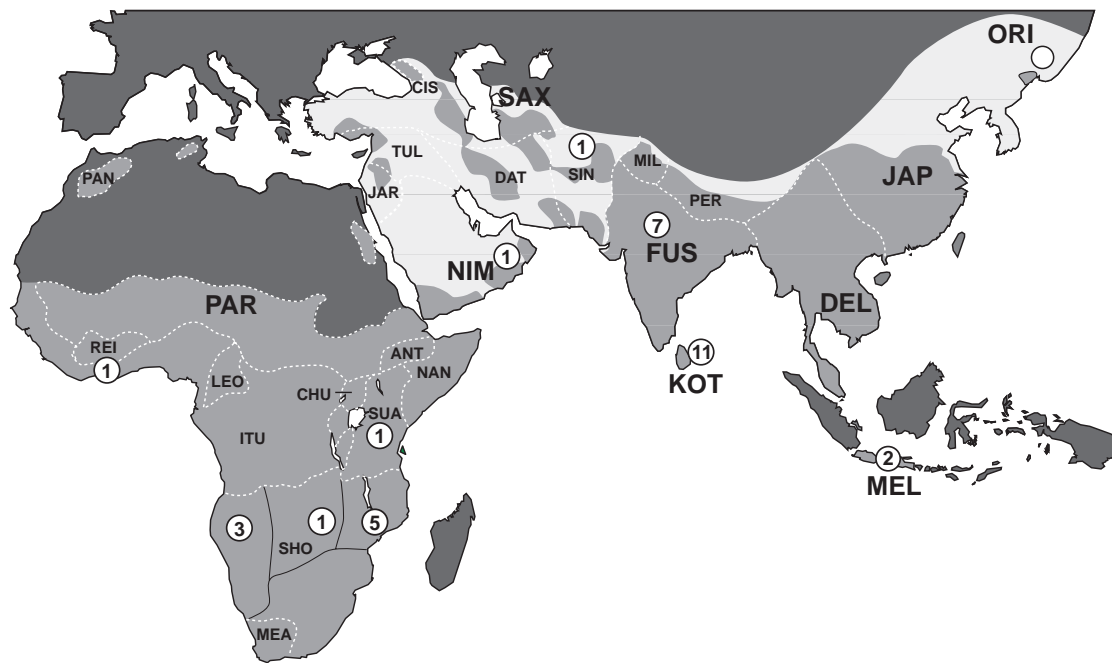 ORI
CIS
SAX
1
TUL
MIL
JAP
PAN
DAT
SIN
JAR
PER
7
FUS
1
NIM
PAR
DEL
REI
ANT
11
1
LEO
NAN
KOT
CHU
SUA
ITU
1
2
MEL
3
1
5
SHO
MEA